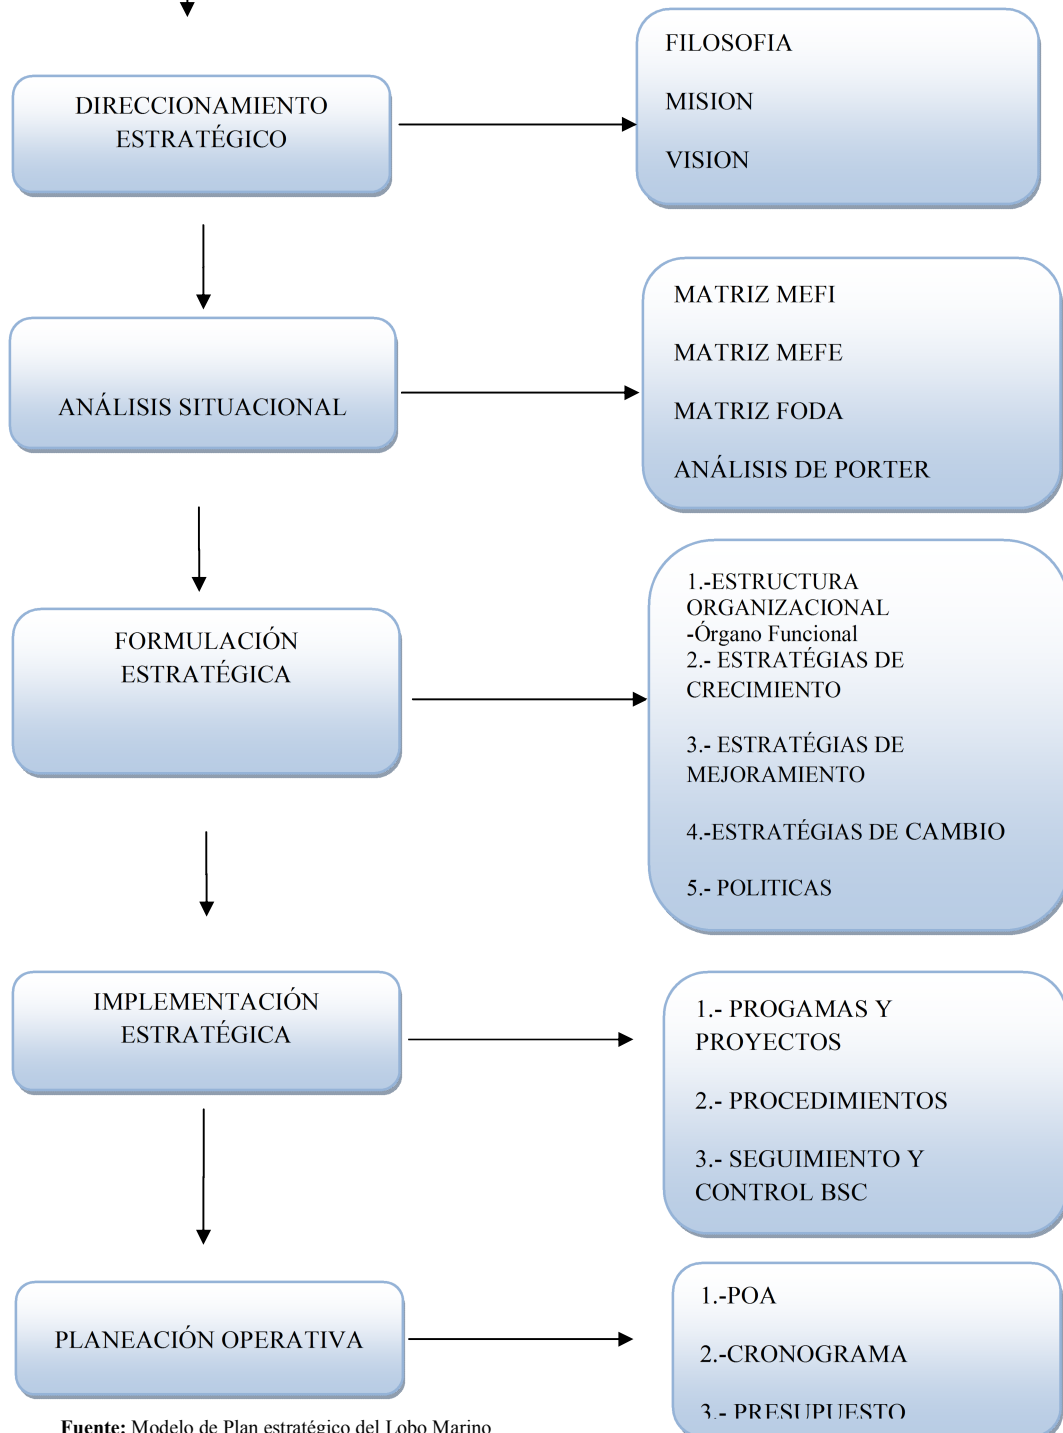 DIRECCIONAMIENTO
ESTRATÉGICO
FILOSOFIA
MISION
VISION
ANÁLISIS SITUACIONAL
MATRIZ MEFI
MATRIZ MEFE
MATRIZ FODA
ANÁLISIS DE PORTER
FORMULACIÓN
ESTRATÉGICA
1.-ESTRUCTURA
ORGANIZACIONAL
-Órgano Funcional
2.- ESTRATÉGIAS DE
CRECIMIENTO
3.- ESTRATÉGIAS DE
MEJORAMIENTO
4.-ESTRATÉGIAS DE CAMBIO
5.- POLITICAS
IMPLEMENTACIÓN
ESTRATÉGICA
1.- PROGAMAS Y
PROYECTOS
2.- PROCEDIMIENTOS
3.- SEGUIMIENTO Y
CONTROL BSC
PLANEACIÓN OPERATIVA
1.-POA
2.-CRONOGRAMA
3.- PRESUPUESTO
Fuente: Modelo de Plan estratégico del Lobo Marino